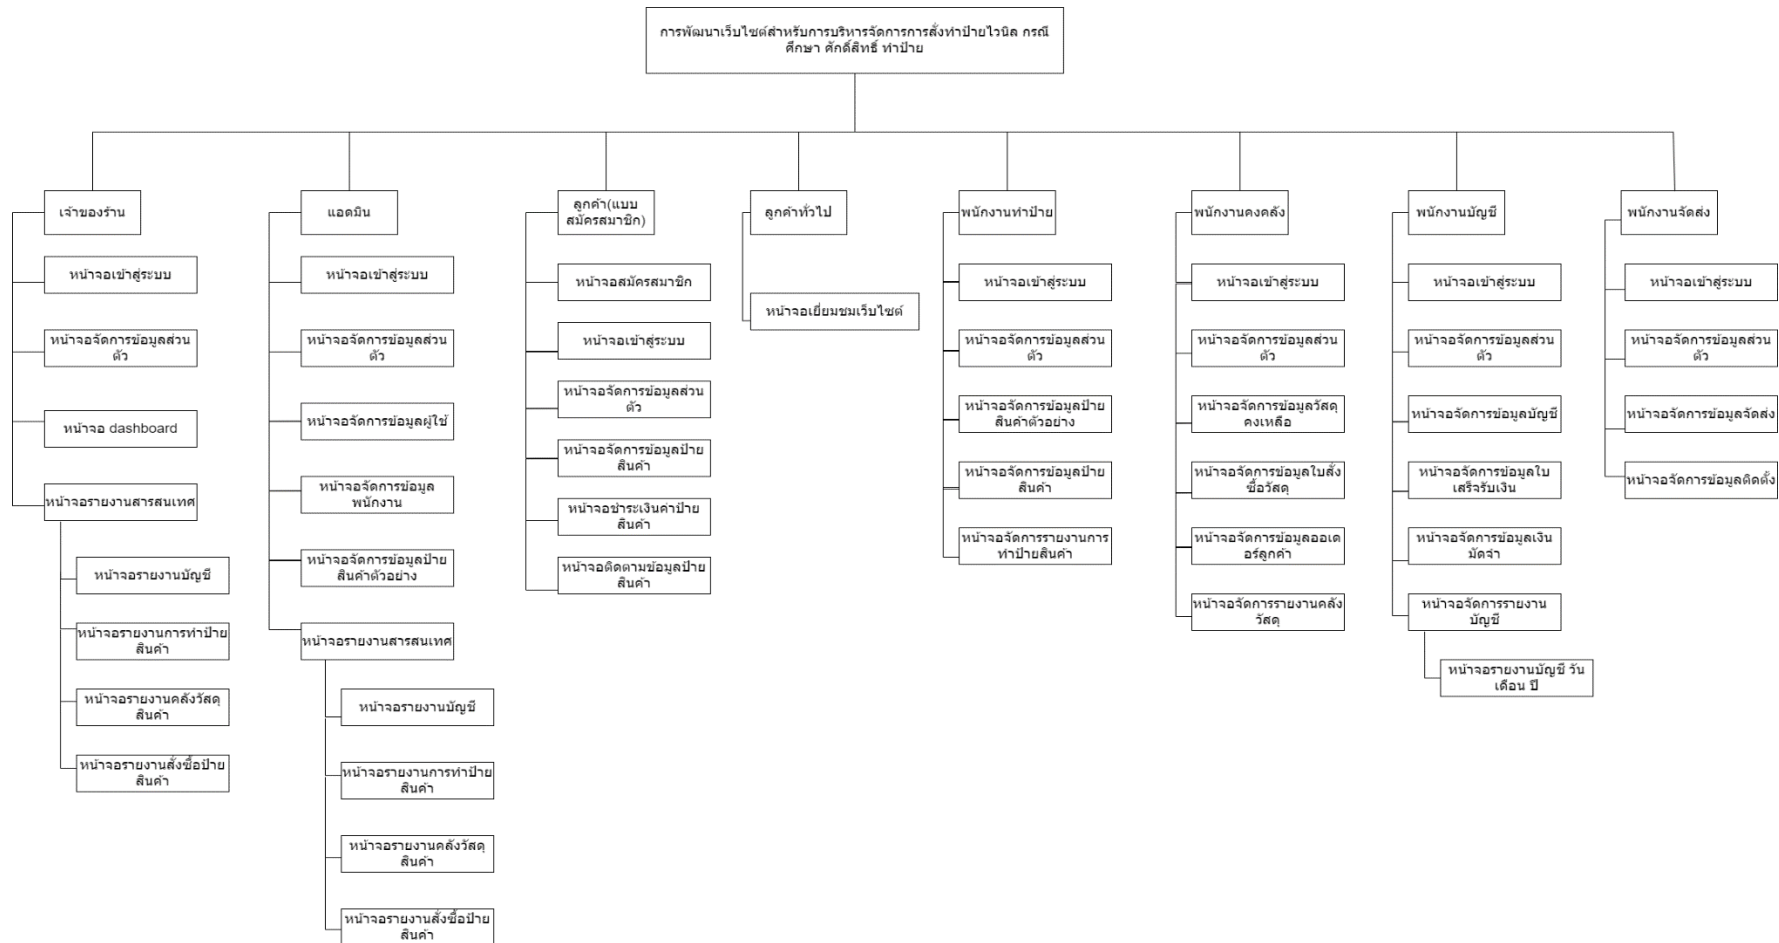 การพัฒนาเว็บไซต์สำหรับการบริหารจัดการการสั่งทำป้ายไวนิล กรณี
ศึกษา ศักดิ์สิทธิ์ ทำป้าย
เจ้าของร้าน
หน้าจอเข้าสู่ระบบ
หน้าจอจัดการข้อมูลส่วน
ตัว
หน้าจอ dashboard
หน้าจอรายงานสารสนเทศ
หน้าจอรายงานบัญชี
หน้าจอรายงานการทำป้าย
สินค้า
หน้าจอรายงานคลังวัสดุ
สินค้า
หน้าจอรายงานสั่งซื้อป้าย
สินค้า
แอดมิน
หน้าจอเข้าสู่ระบบ
หน้าจอจัดการข้อมูลส่วน
ตัว
หน้าจอจัดการข้อมูลผู้ใช้
หน้าจอจัดการข้อมูล
พนักงาน
หน้าจอจัดการข้อมูลป้าย
สินค้าตัวอย่าง
หน้าจอรายงานสารสนเทศ
หน้าจอรายงานบัญชี
หน้าจอรายงานการทำป้าย
สินค้า
หน้าจอรายงานคลังวัสดุ
สินค้า
หน้าจอรายงานสั่งซื้อป้าย
สินค้า
ลูกค้า(แบบ
สมัครสมาชิก)
หน้าจอสมัครสมาชิก
หน้าจอเข้าสู่ระบบ
หน้าจอจัดการข้อมูลส่วน
ตัว
หน้าจอจัดการข้อมูลป้าย
สินค้า
หน้าจอชำระเงินค่าป้าย
สินค้า
หน้าจอติดตามข้อมูลป้าย
สินค้า
ลูกค้าทั่วไป
หน้าจอเยี่ยมชมเว็บไซต์
พนักงานทำป้าย
หน้าจอเข้าสู่ระบบ
หน้าจอจัดการข้อมูลส่วน
ตัว
หน้าจอจัดการข้อมูลป้าย
สินค้าตัวอย่าง
หน้าจอจัดการข้อมูลป้าย
สินค้า
หน้าจอจัดการรายงานการ
ทำป้ายสินค้า
พนักงานคงคลัง
หน้าจอเข้าสู่ระบบ
หน้าจอจัดการข้อมูลส่วน
ตัว
หน้าจอจัดการข้อมูลวัสดุ
คงเหลือ
หน้าจอจัดการข้อมูลใบสั่ง
ซื้อวัสดุ
หน้าจอจัดการข้อมูลออเด
อร์ลูกค้า
หน้าจอจัดการรายงานคลัง
วัสดุ
พนักงานบัญชี
หน้าจอเข้าสู่ระบบ
หน้าจอจัดการข้อมูลส่วน
ตัว
หน้าจอจัดการข้อมูลบัญชี
หน้าจอจัดการข้อมูลใบ
เสร็จรับเงิน
หน้าจอจัดการข้อมูลเงิน
มัดจำ
หน้าจอจัดการรายงาน
บัญชี
หน้าจอรายงานบัญชี วัน
เดือน ปี
พนักงานจัดส่ง
หน้าจอเข้าสู่ระบบ
หน้าจอจัดการข้อมูลส่วน
ตัว
หน้าจอจัดการข้อมูลจัดส่ง
หน้าจอจัดการข้อมูลติดตั้ง